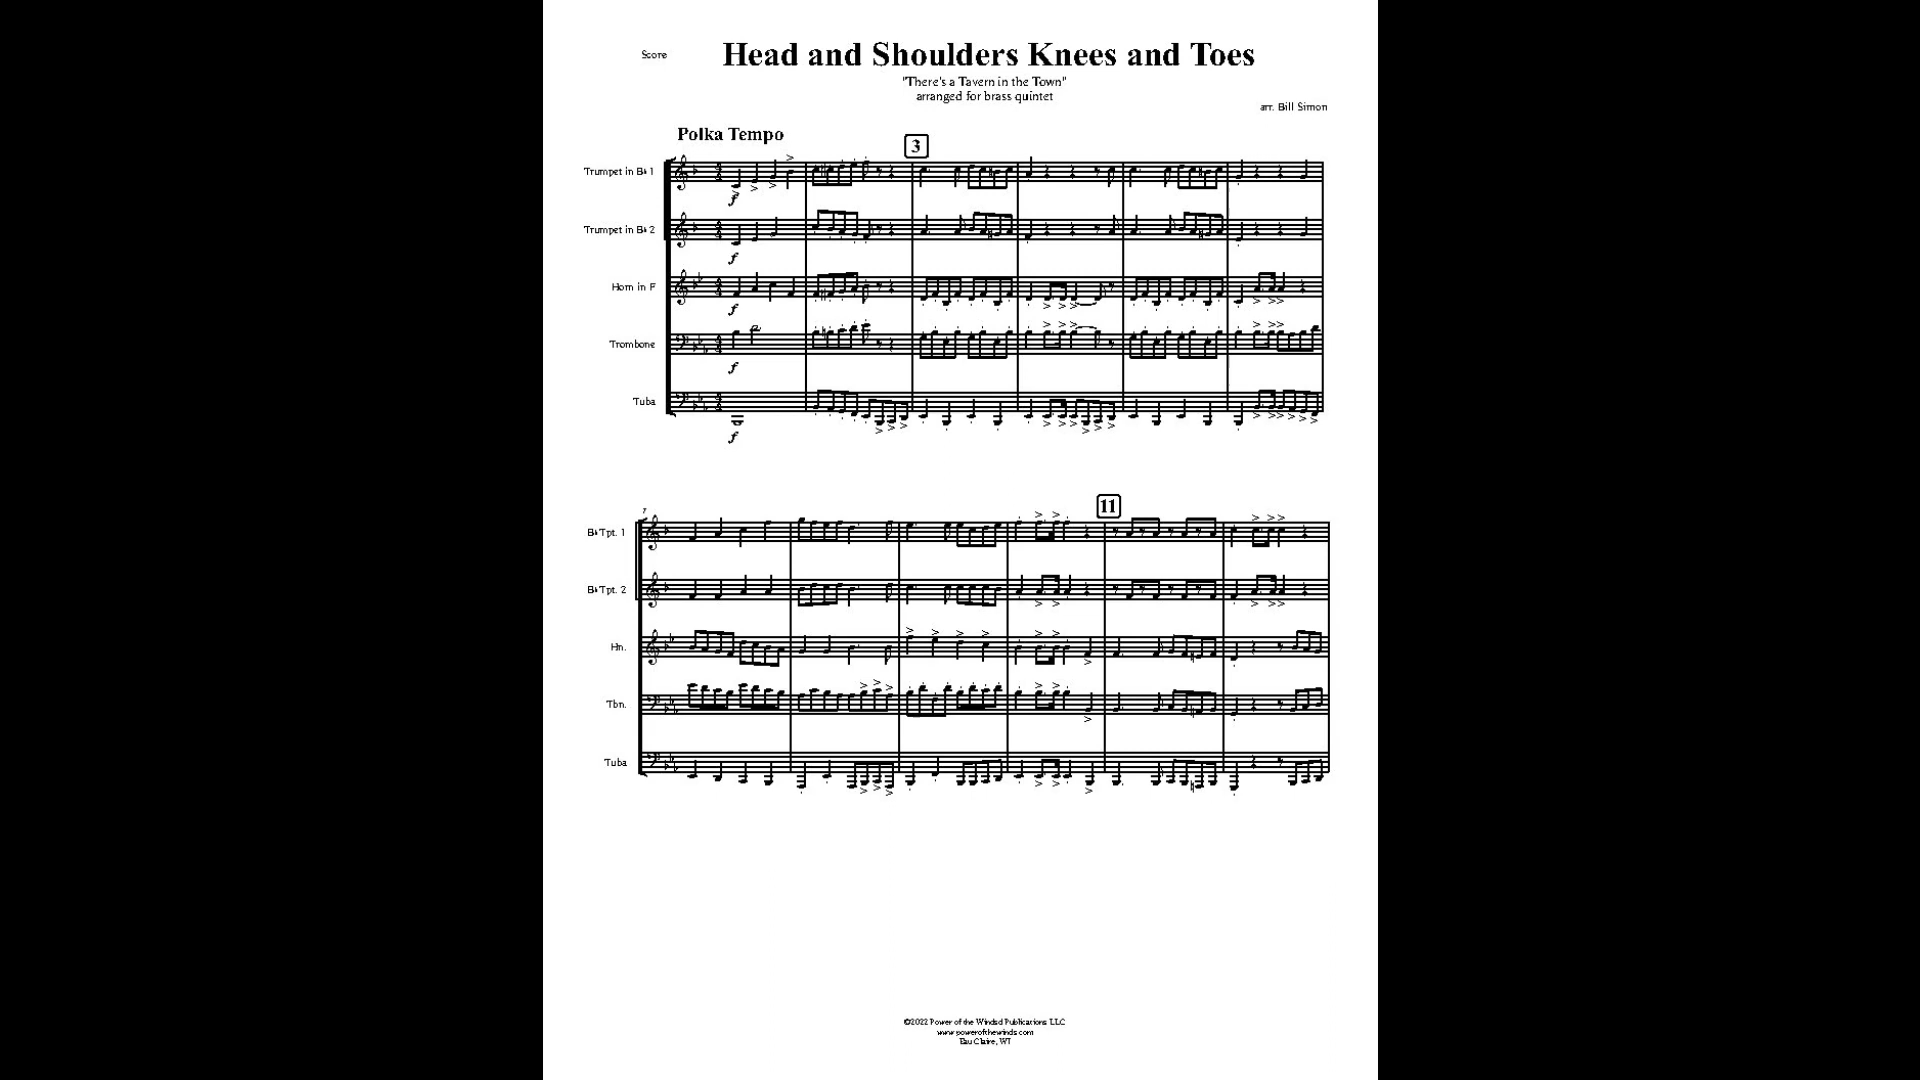 Score
Head and Shoulders Knees and Toes
"There's a Tavern in the Town"
arranged for brass quintet
arr. Bill Simon
Polka Tempo
3
Trumpet in B♭ 1
f
Trumpet in B♭ 2
f
Horn in F
f
Trombone
f
Tuba
f
7
11
B♭ Tpt. 1
B♭ Tpt. 2
Hn.
Tbn.
Tuba
©2022 Power of the Windsd Publications LLC
www.powerofthewinds.com
Eau Claire, WI